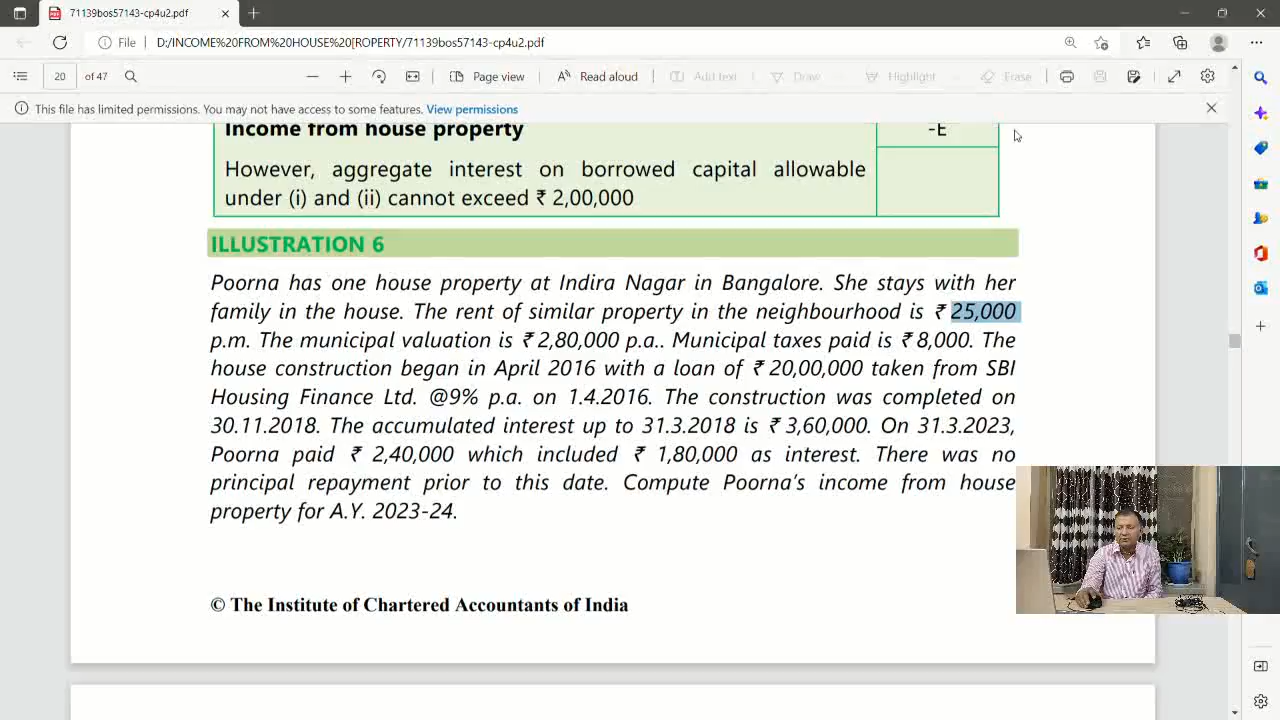 71139bos57143-cp4u2.pdf
File
D:/INCOME%20FROM%20HOUSE%20[ROPERTY/71139bos57143-cp4u2.pdf
20 of 47
Page view
Read aloud
Add text
Draw
Highlight
Erase
This file has limited permissions. You may not have access to some features. View permissions
Income from house property
-E
However, aggregate interest on borrowed capital allowable
under (i) and (ii) cannot exceed ₹ 2,00,000
ILLUSTRATION 6
Poorna has one house property at Indira Nagar in Bangalore. She stays with her
family in the house. The rent of similar property in the neighbourhood is ₹ 25,000
p.m. The municipal valuation is ₹ 2,80,000 p.a.. Municipal taxes paid is ₹ 8,000. The
house construction began in April 2016 with a loan of ₹ 20,00,000 taken from SBI
Housing Finance Ltd. @9% p.a. on 1.4.2016. The construction was completed on
30.11.2018. The accumulated interest up to 31.3.2018 is ₹ 3,60,000. On 31.3.2023,
Poorna paid ₹ 2,40,000 which included ₹ 1,80,000 as interest. There was no
principal repayment prior to this date. Compute Poorna's income from house
property for A.Y. 2023-24.
© The Institute of Chartered Accountants of India